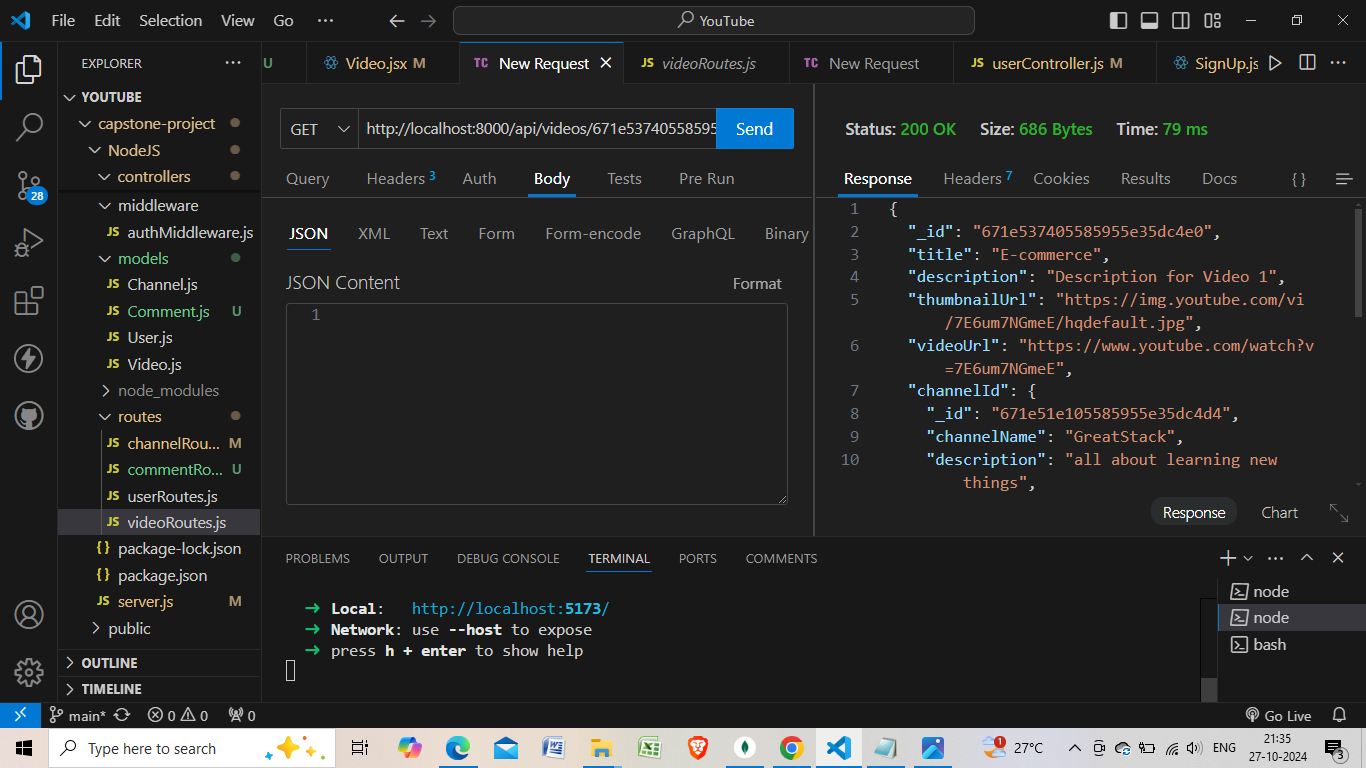 File Edit Selection View Go ··· YouTube
EXPLORER ···
U Video.jsx M TC New Request JS videoRoutes.js TC New Request JS userController.js M SignUp.js ···
YOUTUBE
capstone-project
NodeJS
controllers
middleware
JS authMiddleware.js
models
JS Channel.js
JS Comment.js U
JS User.js
JS Video.js
node_modules
routes
JS channelRou... M
JS commentRo... U
JS userRoutes.js
JS videoRoutes.js
{} package-lock.json
{} package.json
JS server.js M
public
OUTLINE
TIMELINE
28
GET http://localhost:8000/api/videos/671e53740558595 Send
Query Headers 3 Auth Body Tests Pre Run
JSON XML Text Form Form-encode GraphQL Binary
JSON Content Format
1
Status: 200 OK Size: 686 Bytes Time: 79 ms
Response Headers 7 Cookies Results Docs { }
1 {
2 "_id": "671e537405585955e35dc4e0",
3 "title": "E-commerce",
4 "description": "Description for Video 1",
5 "thumbnailUrl": "https://img.youtube.com/vi
/7E6um7NGmeE/hqdefault.jpg",
6 "videoUrl": "https://www.youtube.com/watch?v
=7E6um7NGmeE",
7 "channelId": {
8 "_id": "671e51e105585955e35dc4d4",
9 "channelName": "GreatStack",
10 "description": "all about learning new
things",
Response Chart
PROBLEMS OUTPUT DEBUG CONSOLE TERMINAL PORTS COMMENTS ···
➜ Local: http://localhost:5173/
➜ Network: use --host to expose
➜ press h + enter to show help
node
node
bash
main* 0 0 0 Go Live
Type here to search 1 27°C ENG 21:35
27-10-2024
3